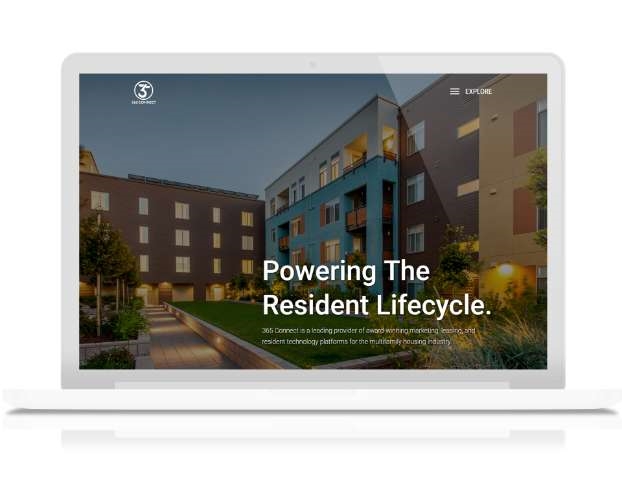 365 CONNECT
EXPLORE
Powering The
Resident Lifecycle.
365 Connect is a leading provider of award-winning marketing, leasing, and
resident technology platforms for the multifamily housing industry.